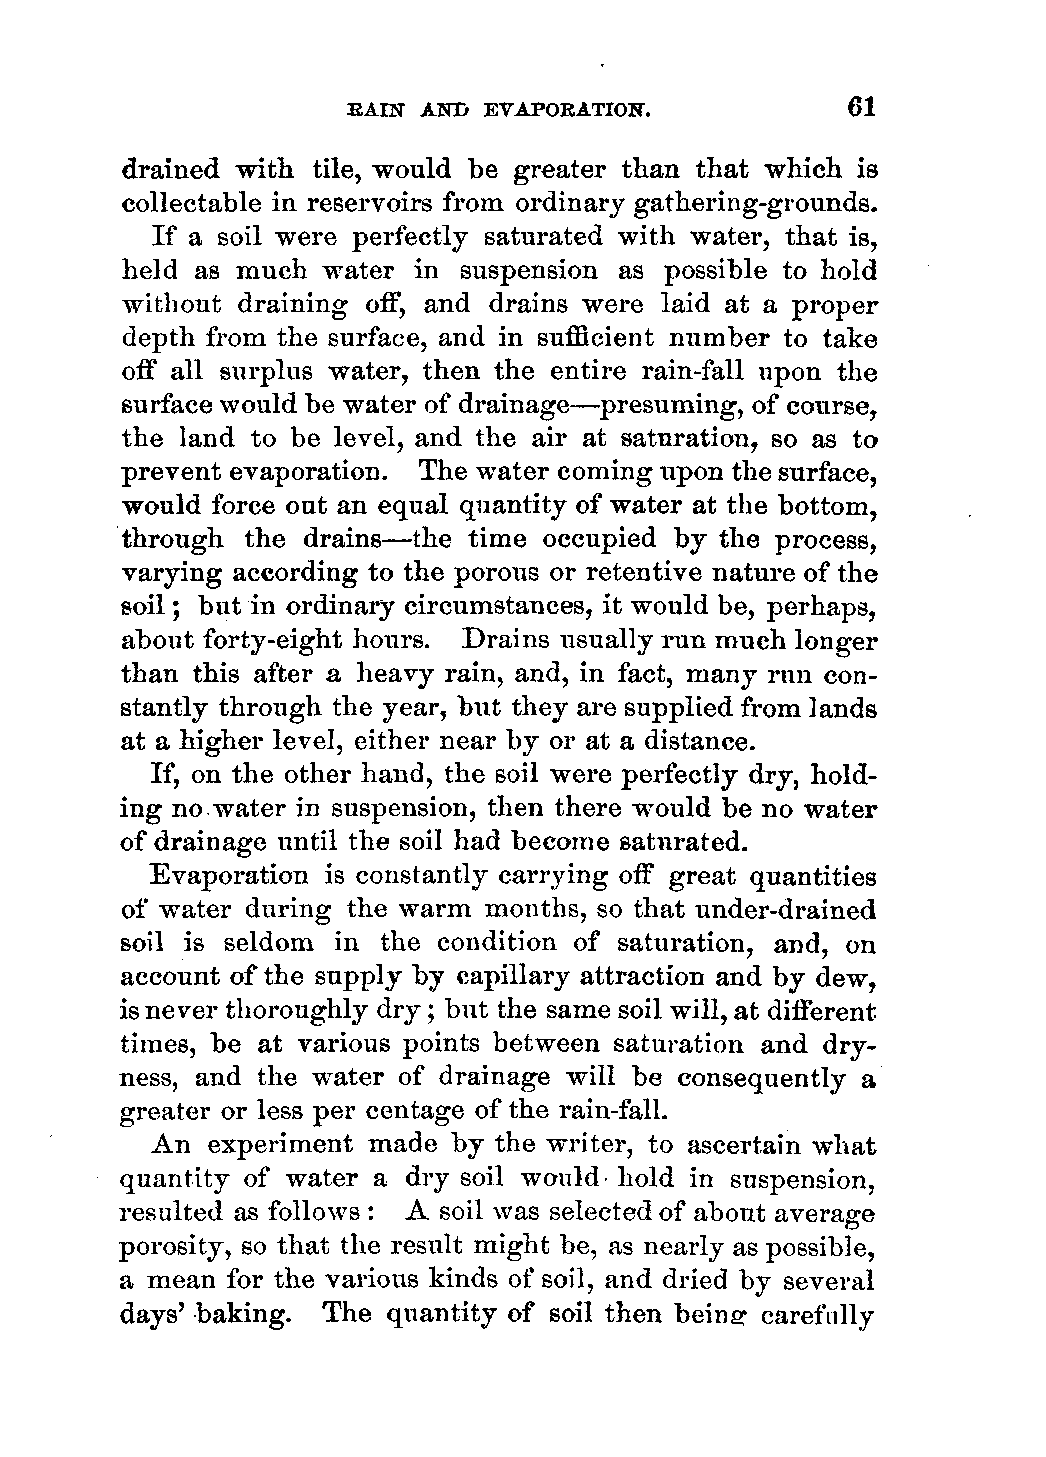 RAIN AND EVAPORATION. 61
drained with tile, would be greater than that which is
collectable in reservoirs from ordinary gathering-grounds.
If a soil were perfectly saturated with water, that is,
held as much water in suspension as possible to hold
without draining off, and drains were laid at a proper
depth from the surface, and in sufficient number to take
off all surplus water, then the entire rain-fall upon the
surface would be water of drainage—presuming, of course,
the land to be level, and the air at saturation, so as to
prevent evaporation. The water coming upon the surface,
would force out an equal quantity of water at the bottom,
through the drains—the time occupied by the process,
varying according to the porous or retentive nature of the
soil; but in ordinary circumstances, it would be, perhaps,
about forty-eight hours. Drains usually run much longer
than this after a heavy rain, and, in fact, many run con-
stantly through the year, but they are supplied from lands
at a higher level, either near by or at a distance.
If, on the other hand, the soil were perfectly dry, hold-
ing no water in suspension, then there would be no water
of drainage until the soil had become saturated.
Evaporation is constantly carrying off great quantities
of water during the warm months, so that under-drained
soil is seldom in the condition of saturation, and, on
account of the supply by capillary attraction and by dew,
is never thoroughly dry; but the same soil will, at different
times, be at various points between saturation and dry-
ness, and the water of drainage will be consequently a
greater or less per centage of the rain-fall.
An experiment made by the writer, to ascertain what
quantity of water a dry soil would hold in suspension,
resulted as follows: A soil was selected of about average
porosity, so that the result might be, as nearly as possible,
a mean for the various kinds of soil, and dried by several
days' baking. The quantity of soil then being carefully